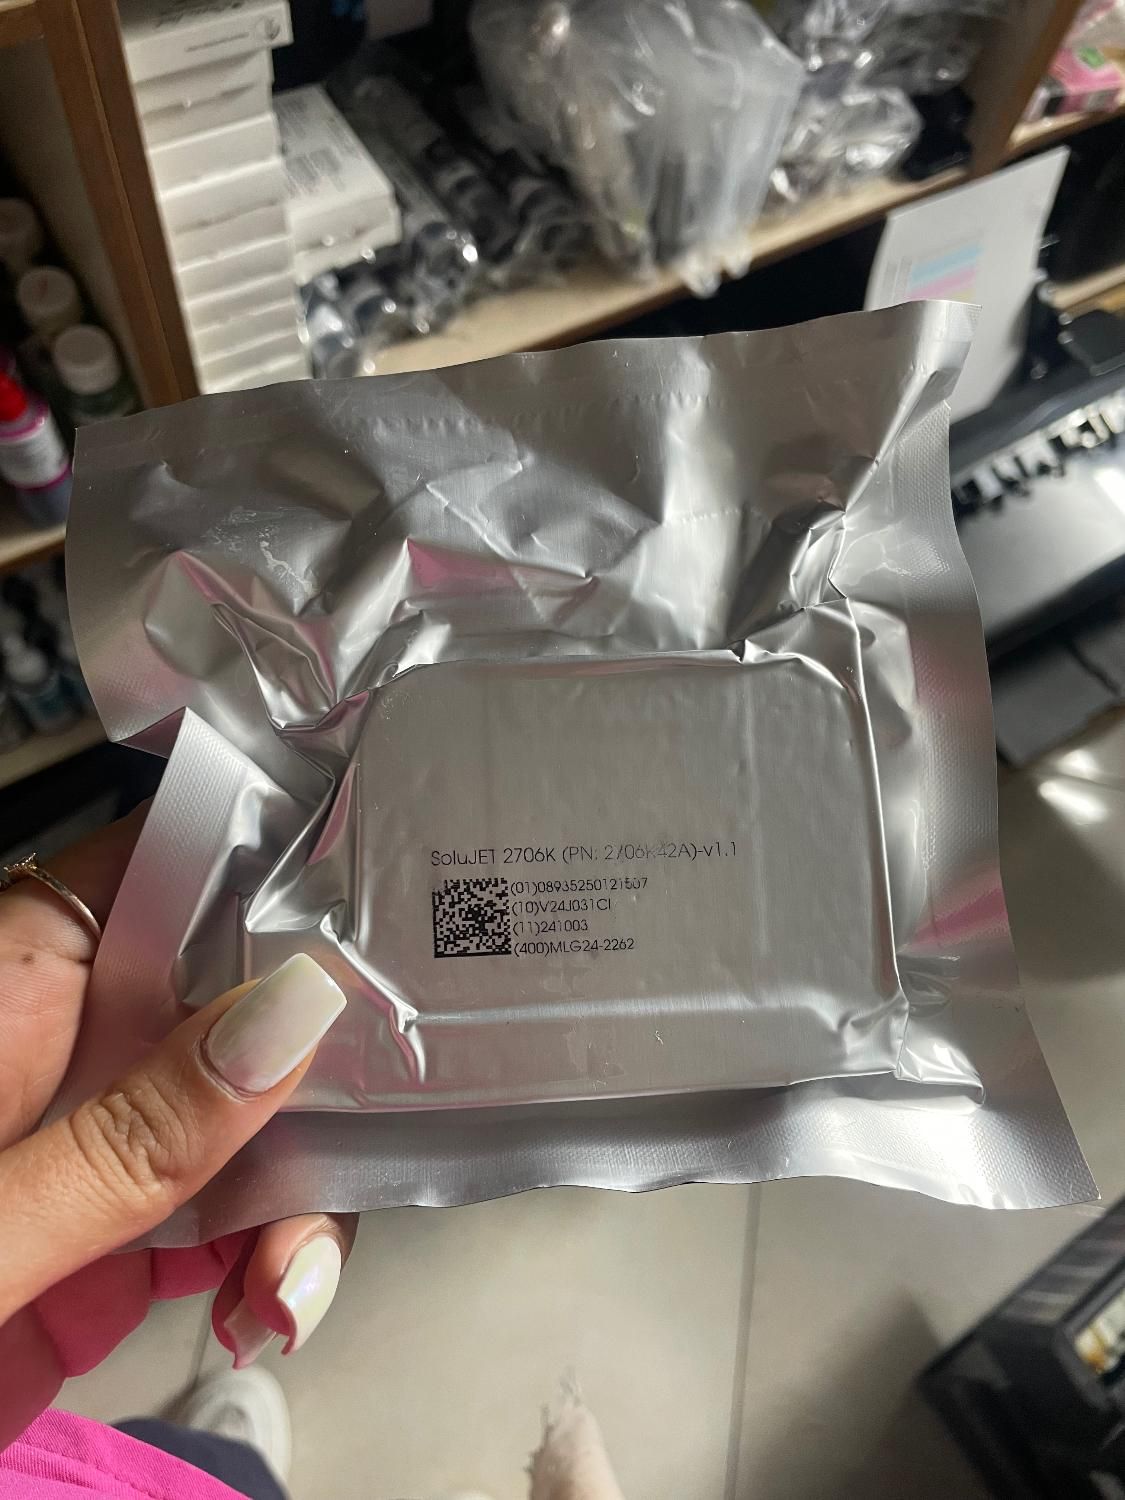 SoluJET 2706K (PN: 2706K42A)-v1.1
(01)08935250121507
(10)V24J031CI
(11)241003
(400)MLG24-2262